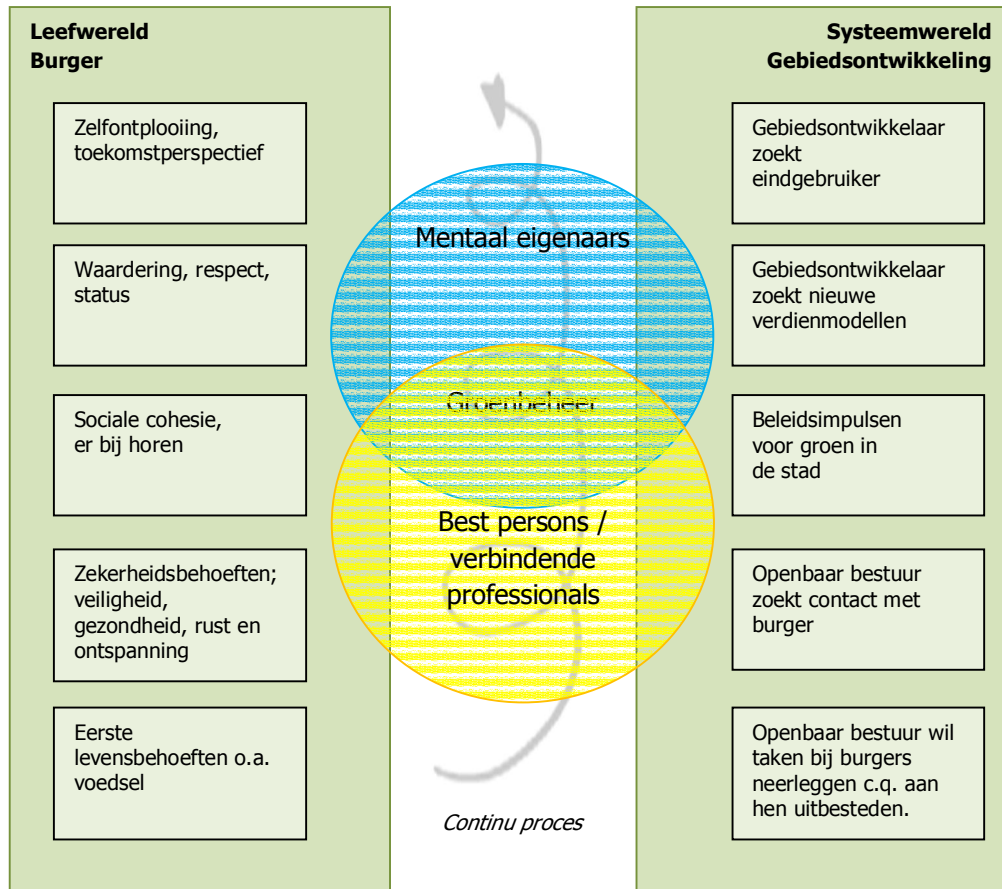 Leefwereld
Burger
Zelfontplooiing,
toekomstperspectief
Waardering, respect,
status
Sociale cohesie,
er bij horen
Zekerheidsbehoeften;
veiligheid,
gezondheid, rust en
ontspanning
Eerste
levensbehoeften o.a.
voedsel
Mentaal eigenaars
Groenbeheer
Best persons /
verbindende
professionals
Continu proces
Systeemwereld
Gebiedsontwikkeling
Gebiedsontwikkelaar
zoekt
eindgebruiker
Gebiedsontwikkelaar
zoekt nieuwe
verdienmodellen
Beleidsimpulsen
voor groen in
de stad
Openbaar bestuur
zoekt contact met
burger
Openbaar bestuur wil
taken bij burgers
neerleggen c.q. aan
hen uitbesteden.